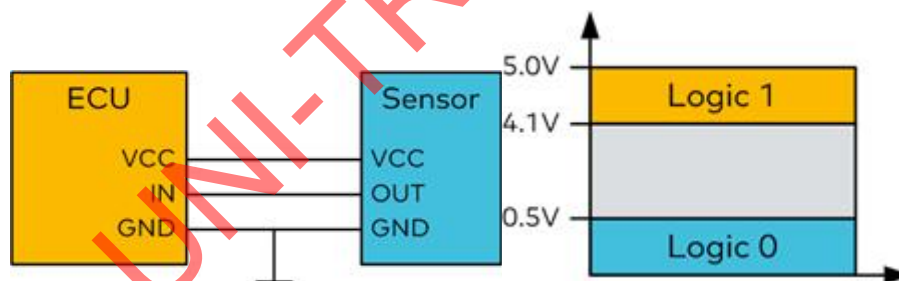 ECU
VCC
IN
GND
Sensor
VCC
OUT
GND
5.0V
4.1V
0.5V
Logic 1
Logic 0
UNI-TR